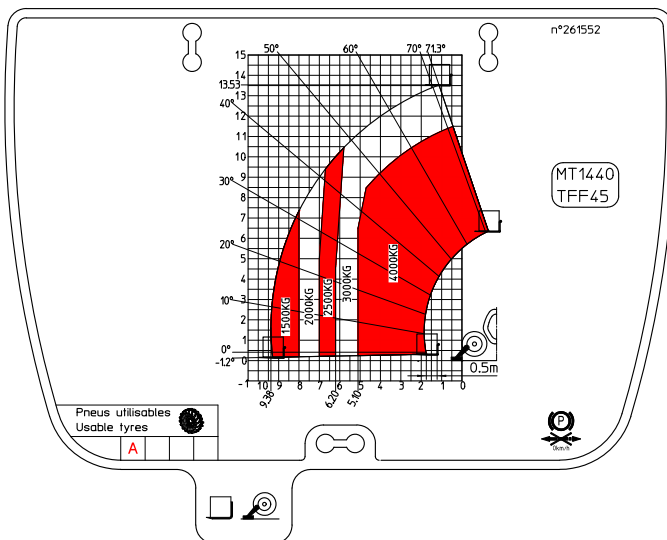 n°261552
MT1440
TFF45
50°
60°
70°
71.3°
15
14
13.53
13
12
40°
11
10
9
30°
8
7
6
20°
5
4
3
10°
2
1
0°
0
-1.2°
-1
1500KG
2000KG
2500KG
3000KG
4000KG
0.5m
10 9 8 7 6 5 4 3 2 1 0
9.38
6.20
5.10
Pneus utilisables
Usable tyres
A
P
0km/h